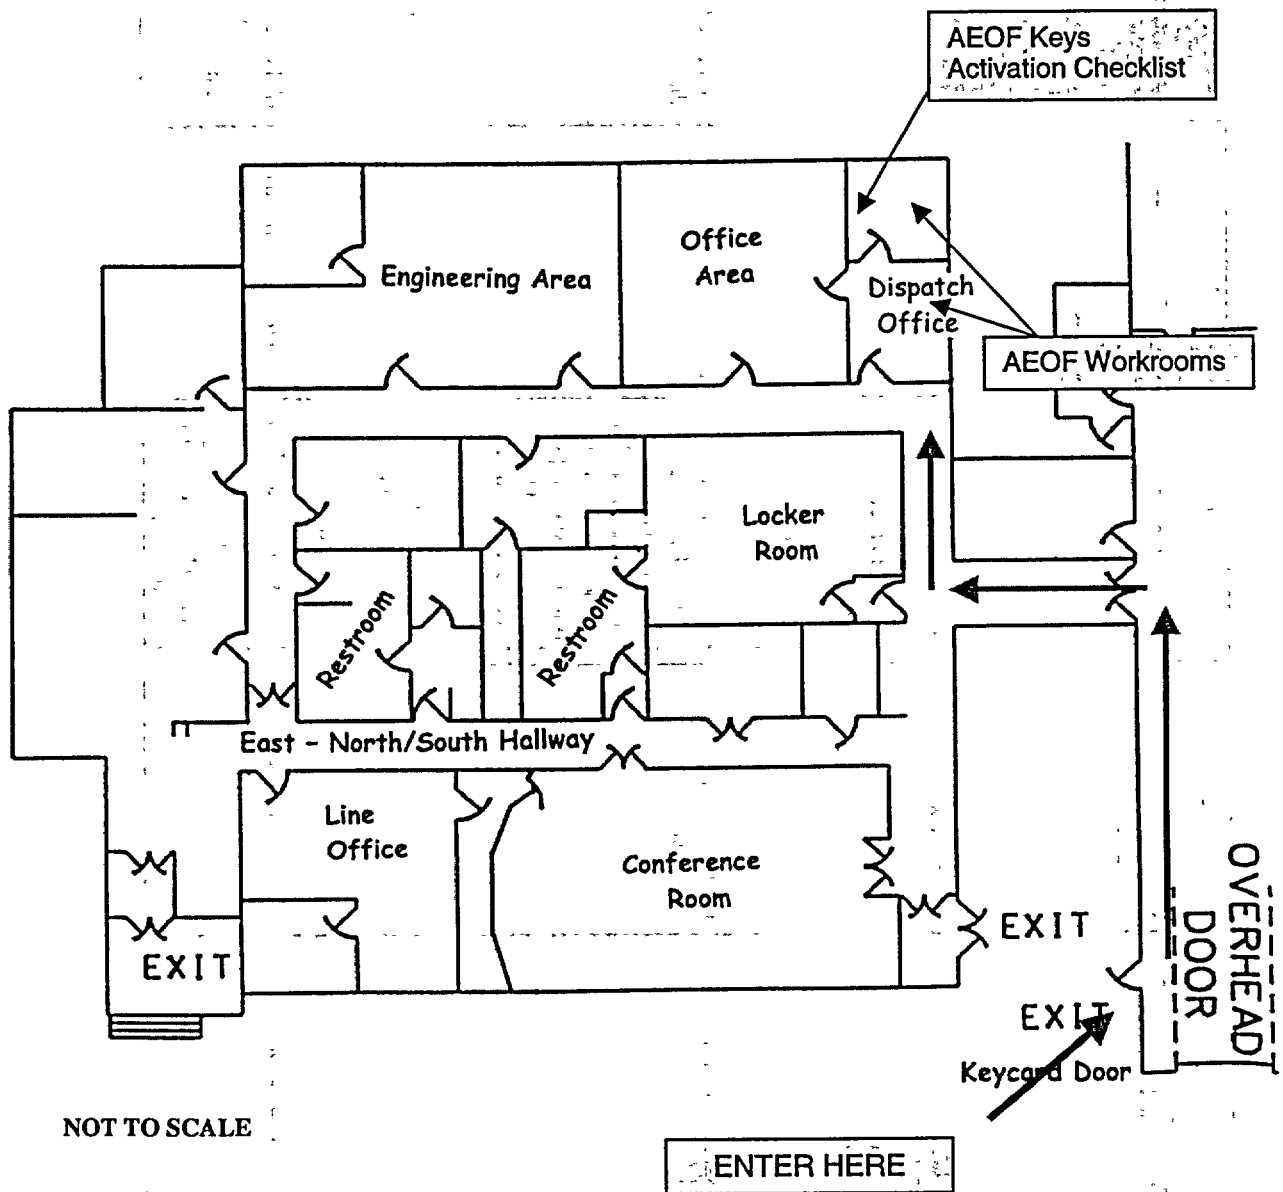 AEOF Keys
Activation Checklist
Office
Area
Engineering Area
Dispatch
Office
AEOF Workrooms
Locker
Room
Restroom
Restroom
East - North/South Hallway
Line
Office
Conference
Room
EXIT
EXIT
OVERHEAD
DOOR
EXIT
Keycard Door
NOT TO SCALE
ENTER HERE